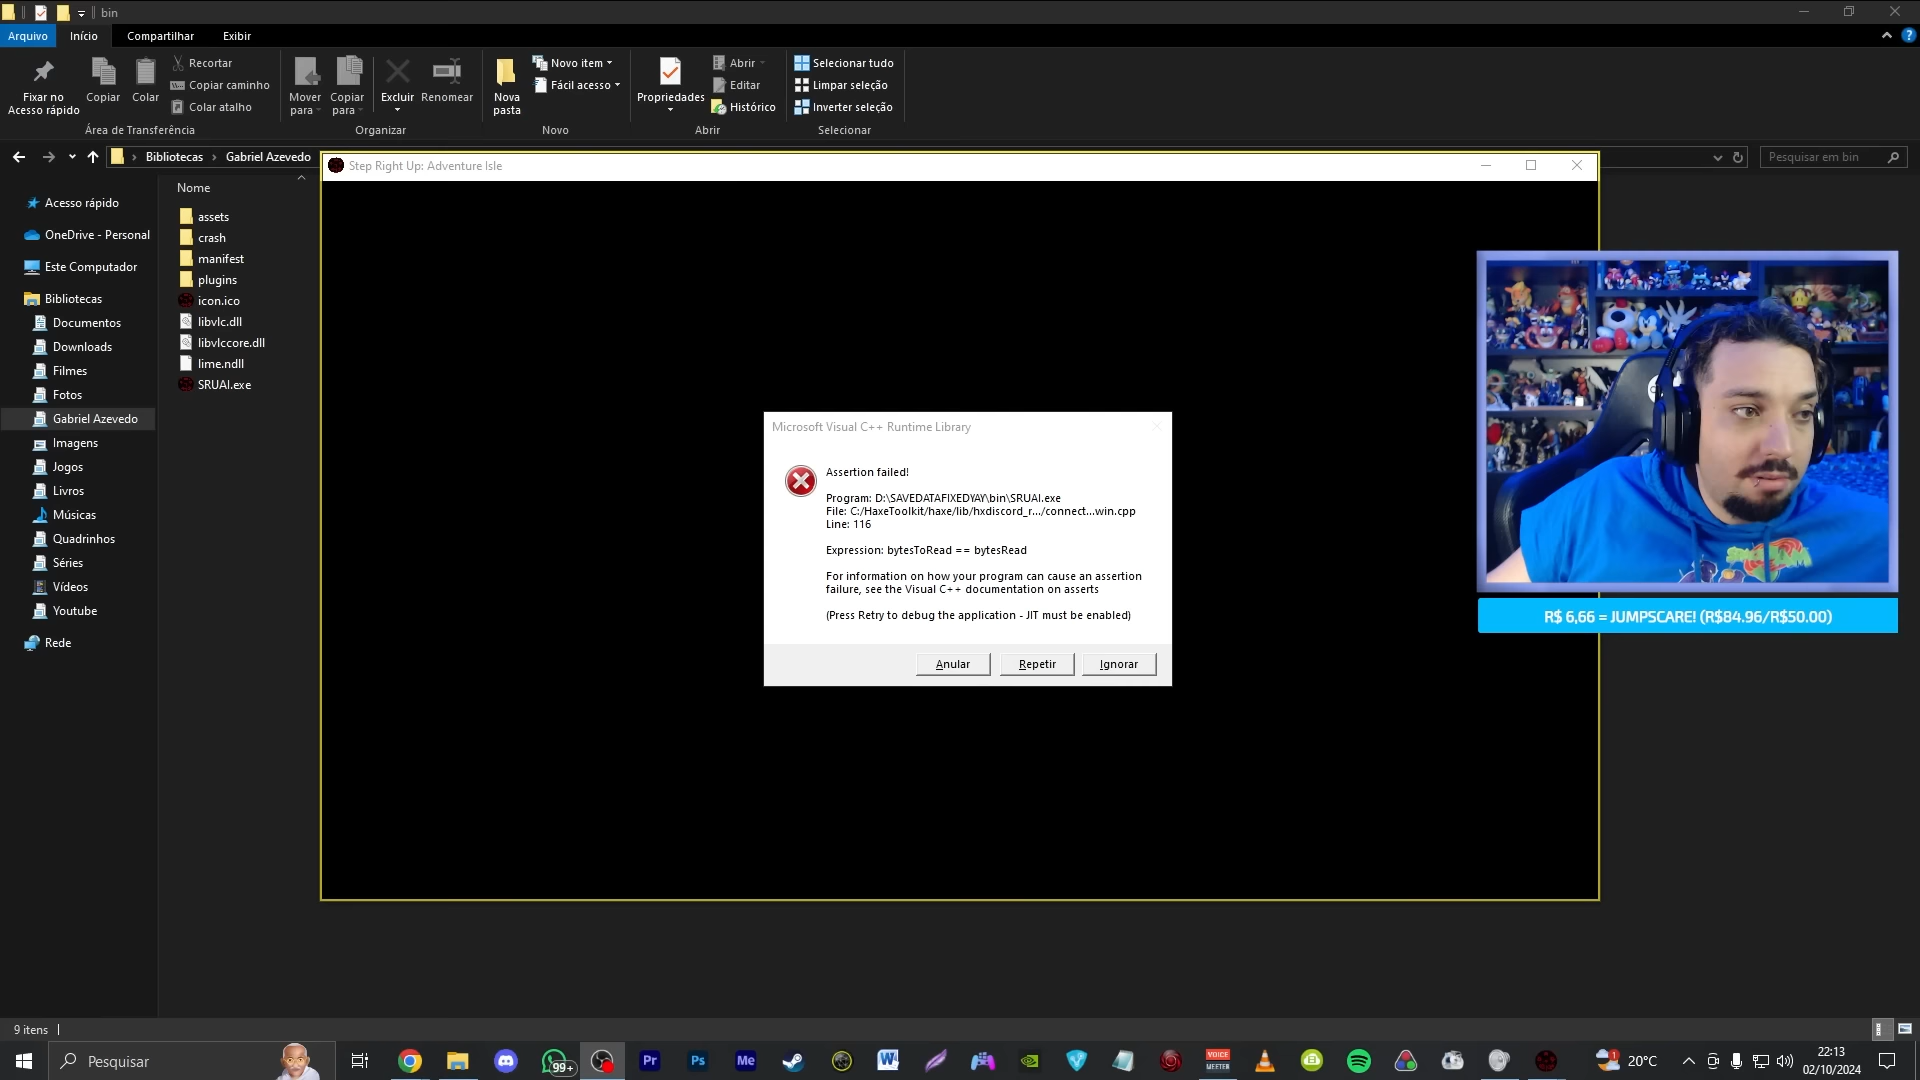 bin
Arquivo
Início
Compartilhar
Exibir
Fixar no
Acesso rápido
Copiar
Colar
Recortar
Copiar caminho
Colar atalho
Área de Transferência
Mover
para
Copiar
para
Excluir
Renomear
Organizar
Nova
pasta
Novo item
Fácil acesso
Novo
Propriedades
Abrir
Editar
Histórico
Abrir
Selecionar tudo
Limpar seleção
Inverter seleção
Selecionar
Bibliotecas
Gabriel Azevedo
Pesquisar em bin
Acesso rápido
OneDrive - Personal
Este Computador
Bibliotecas
Documentos
Downloads
Filmes
Fotos
Gabriel Azevedo
Imagens
Jogos
Livros
Músicas
Quadrinhos
Séries
Vídeos
Youtube
Rede
Nome
assets
crash
manifest
plugins
icon.ico
libvlc.dll
libvlccore.dll
lime.ndll
SRUAI.exe
Step Right Up: Adventure Isle
Microsoft Visual C++ Runtime Library
Assertion failed!
Program: D:\SAVEDATAFIXEDYAY\bin\SRUAI.exe
File: C:/HaxeToolkit/haxe/lib/hxdiscord_r.../connect...win.cpp
Line: 116
Expression: bytesToRead == bytesRead
For information on how your program can cause an assertion
failure, see the Visual C++ documentation on asserts
(Press Retry to debug the application - JIT must be enabled)
Anular
Repetir
Ignorar
R$ 6,66 = JUMPSCARE! (R$84.96/R$50.00)
9 itens
Pesquisar
99+
Pr
Ps
Me
W
VOICE
MEETER
1
20°C
22:13
02/10/2024